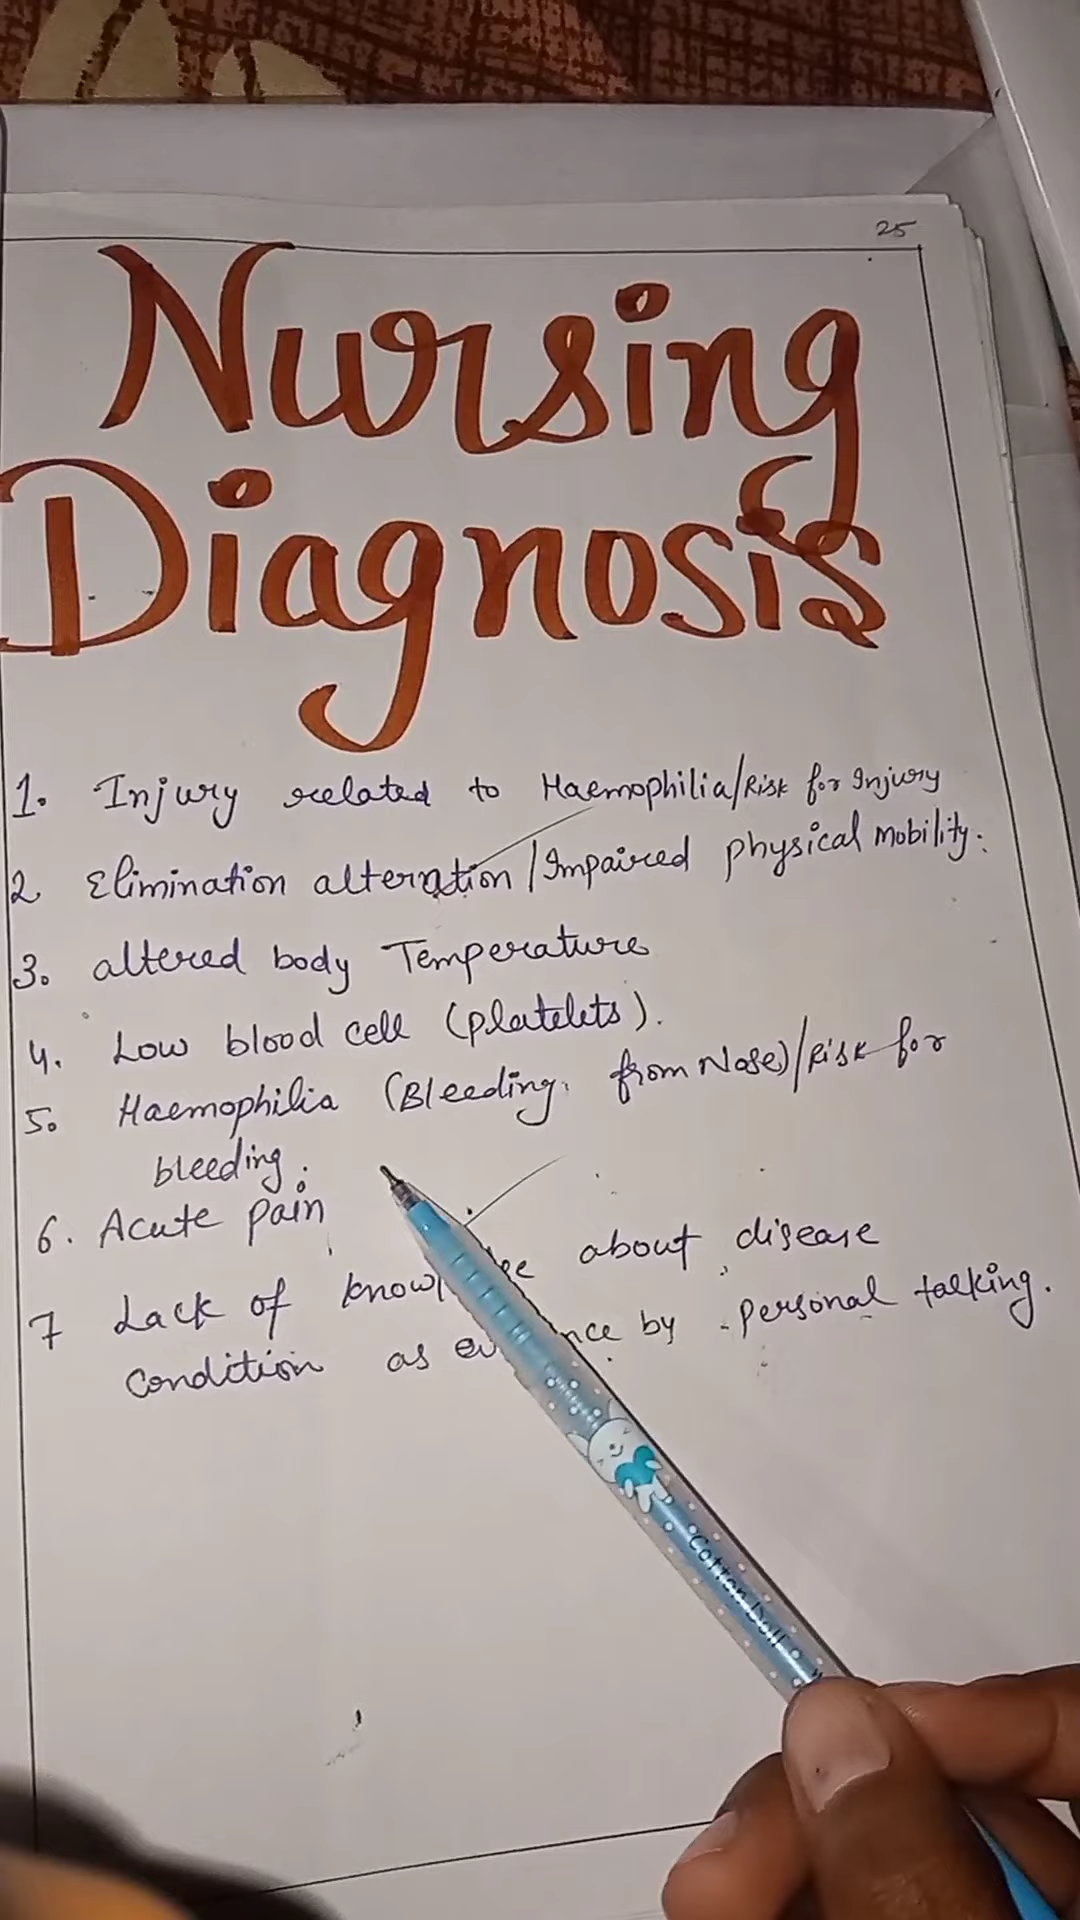 25
Nursing
Diagnosis
1. Injury related to Haemophilia/Risk for Injury
2. Elimination alteration/Impaired physical mobility.
3. altered body Temperature
4. Low blood cell (platelets).
5. Haemophilia (Bleeding from Nose)/Risk for
bleeding.
6. Acute pain
7 Lack of about disease
Condition as by personal talking.
Cotton Doll